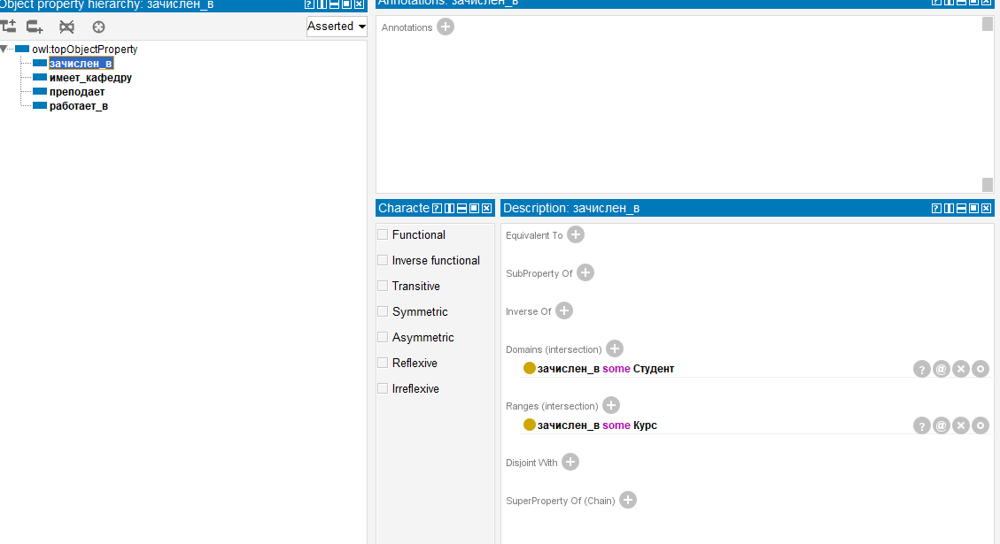 Object property hierarchy: зачислен_в
Asserted
owl:topObjectProperty
зачислен_в
имеет_кафедру
преподает
работает_в
Annotations: зачислен_в
Annotations
Characte
Functional
Inverse functional
Transitive
Symmetric
Asymmetric
Reflexive
Irreflexive
Description: зачислен_в
Equivalent To
SubProperty Of
Inverse Of
Domains (intersection)
зачислен_в some Студент
Ranges (intersection)
зачислен_в some Курс
Disjoint With
SuperProperty Of (Chain)